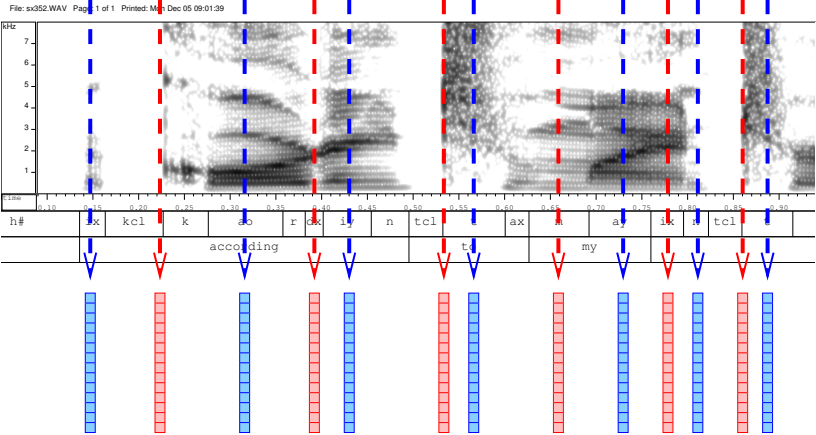 File: sx352.WAV Page: 1 of 1 Printed: Mon Dec 05 09:01:39
kHz
7
6
5
4
3
2
1
time
0.10 0.15 0.20 0.25 0.30 0.35 0.40 0.45 0.50 0.55 0.60 0.65 0.70 0.75 0.80 0.85 0.90
h# ix kcl k ao r dx iy n tcl t ax m ay ix n tcl t
according to my